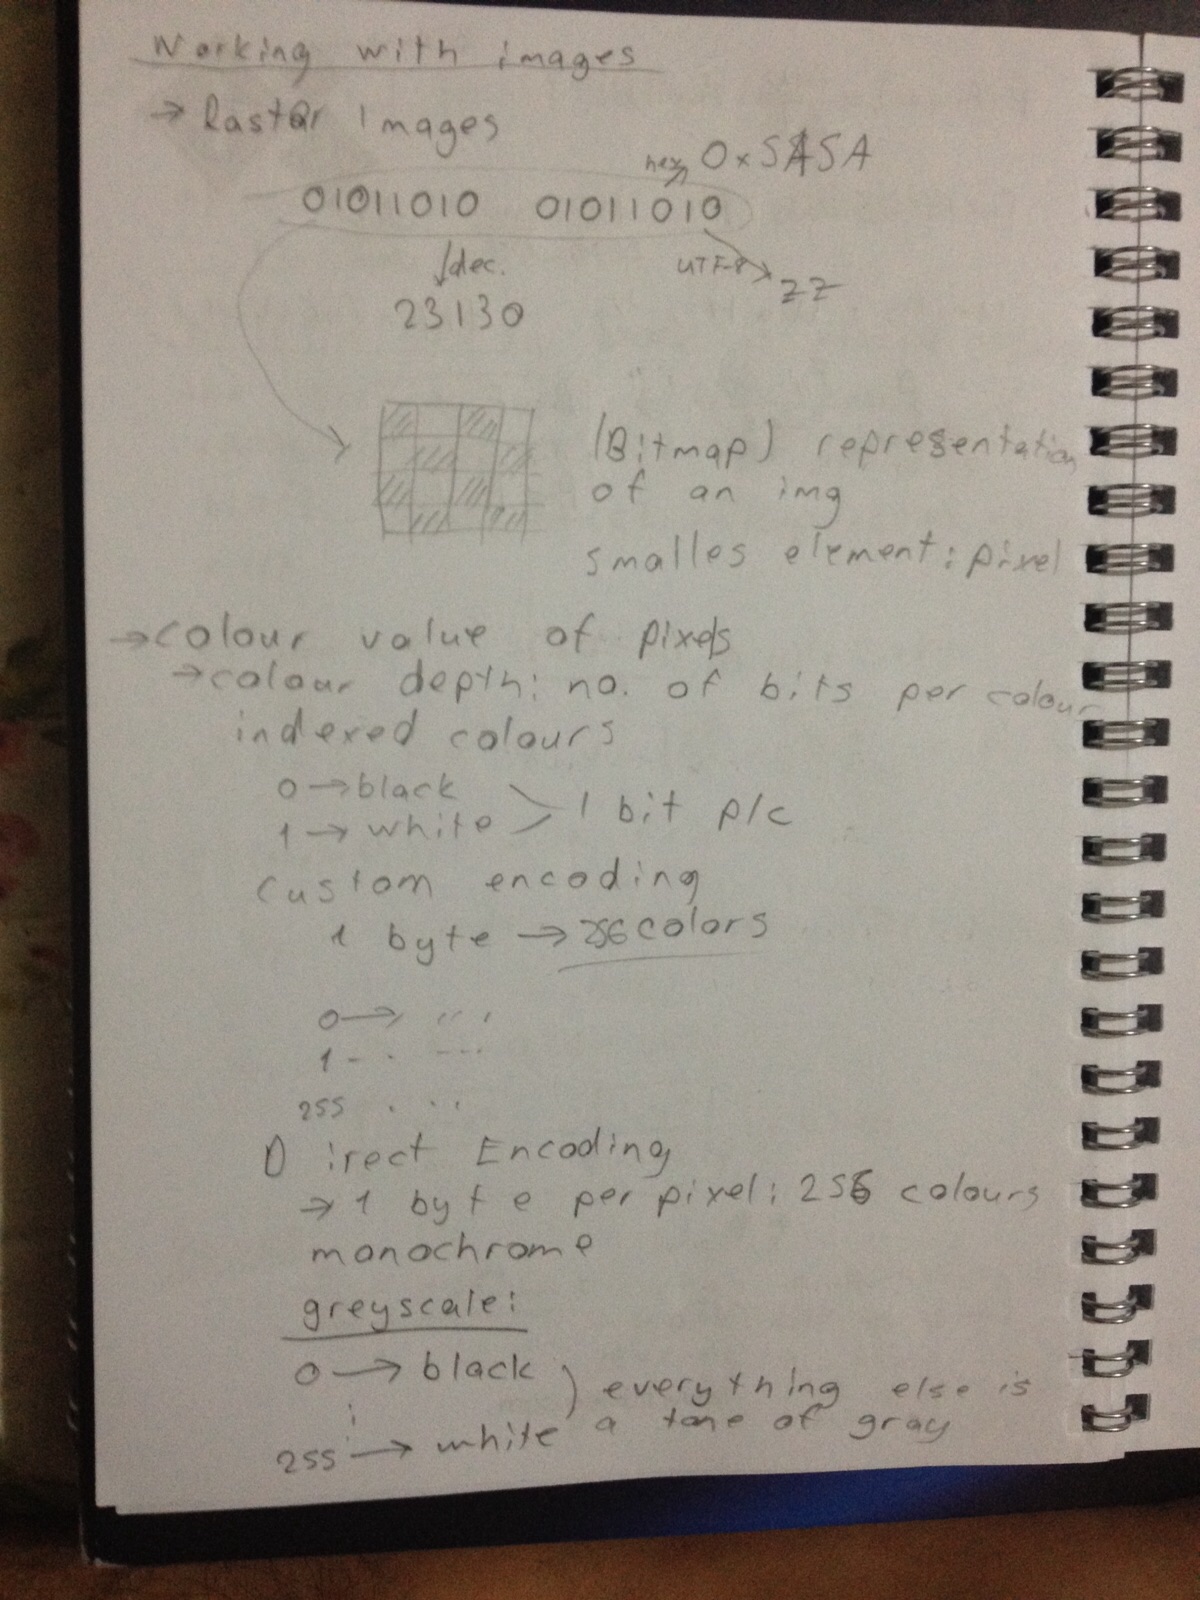 Working with images
→ Raster Images
hex 0x5A5A
01011010 01011010
dec.
UTF-8
ZZ
23130
(Bitmap) representation
of an img
smalles element: pixel
→ colour value of pixels
→ colour depth: no. of bits per colour
indexed colours
0 → black
1 → white
1 bit p/c
Custom encoding
1 byte → 256 colors
0 → ...
1 - . ...
255 . ..
Direct Encoding
→ 1 byte per pixel: 256 colours
monochrome
greyscale:
0 → black
:
255 → white
everything else is
a tone of gray